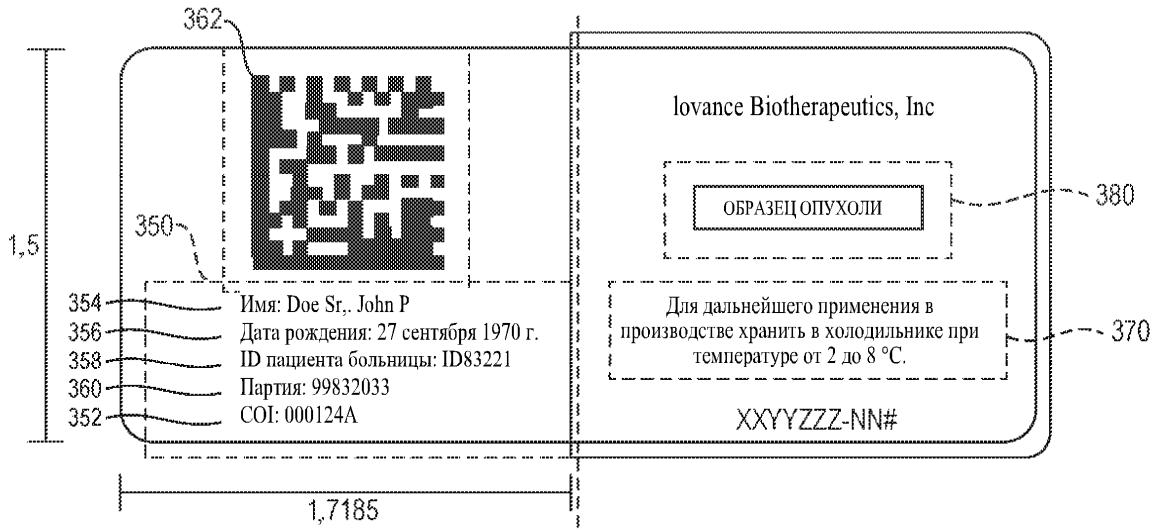 362
Iovance Biotherapeutics, Inc
ОБРАЗЕЦ ОПУХОЛИ
380
350
1,5
354
Имя: Doe Sr,. John P
356
Дата рождения: 27 сентября 1970 г.
358
ID пациента больницы: ID83221
360
Партия: 99832033
352
COI: 000124A
Для дальнейшего применения в
производстве хранить в холодильнике при
температуре от 2 до 8 °C.
370
XXYYZZZ-NN#
1,7185